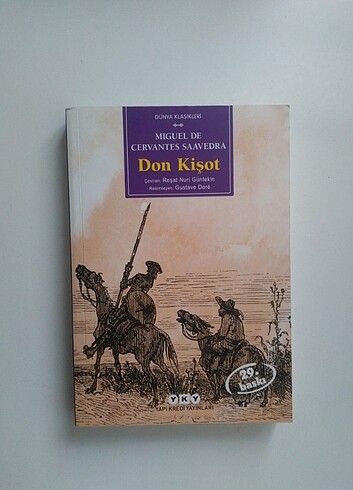 DÜNYA KLASİKLERİ
MIGUEL DE
CERVANTES SAAVEDRA
Don Kişot
Çeviren: Reşat Nuri Güntekin
Resimleyen: Gustave Doré
29.
baskı
YKY
YAPI KREDİ YAYINLARI